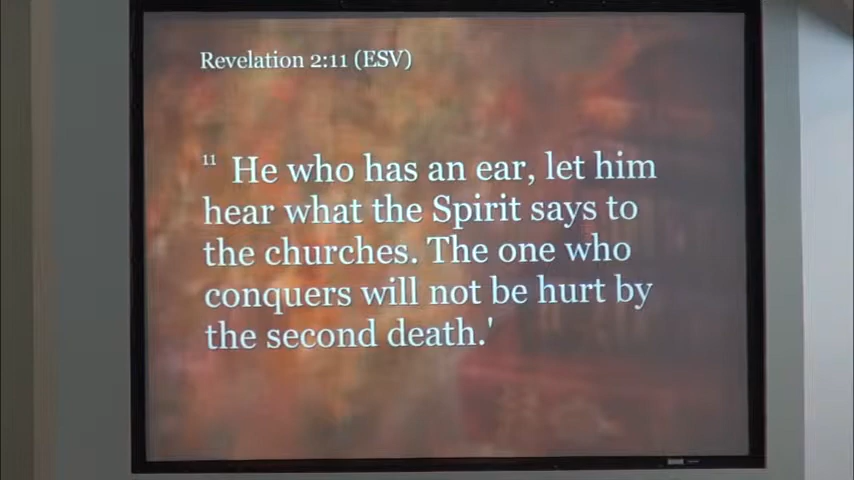 Revelation 2:11 (ESV)
11 He who has an ear, let him
hear what the Spirit says to
the churches. The one who
conquers will not be hurt by
the second death.'